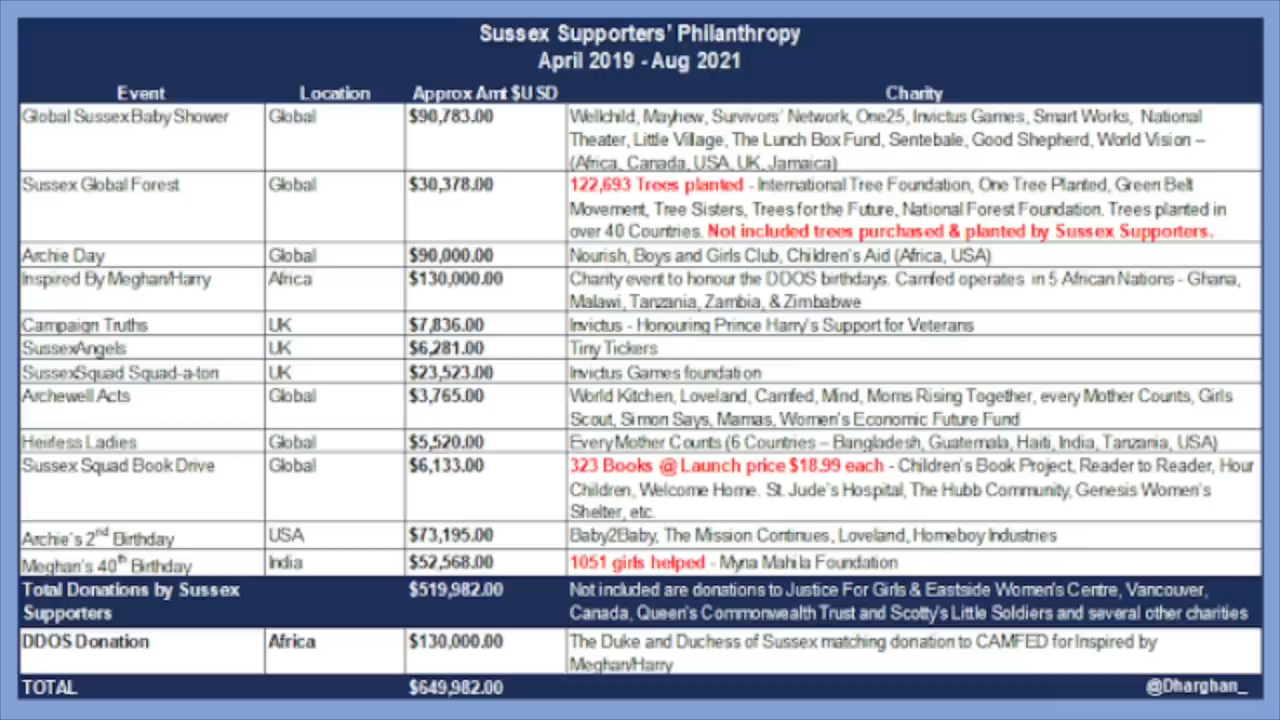 Sussex Supporters' Philanthropy
April 2019 - Aug 2021
Event Location Approx Amt $USD Charity
Global Sussex Baby Shower Global $90,783.00 Wellchild, Mayhew, Survivors' Network, One25, Invictus Games, Smart Works, National
Theater, Little Village, The Lunch Box Fund, Sentebale, Good Shepherd, World Vision –
(Africa, Canada, USA, UK, Jamaica)
Sussex Global Forest Global $30,378.00 122,693 Trees planted - International Tree Foundation, One Tree Planted, Green Belt
Movement, Tree Sisters, Trees for the Future, National Forest Foundation. Trees planted in
over 40 Countries. Not included trees purchased & planted by Sussex Supporters.
Archie Day Global $90,000.00 Nourish, Boys and Girls Club, Children's Aid (Africa, USA)
Inspired By Meghan/Harry Africa $130,000.00 Charity event to honour the DDOS birthdays. Camfed operates in 5 African Nations - Ghana,
Malawi, Tanzania, Zambia, & Zimbabwe
Campaign Truths UK $7,836.00 Invictus - Honouring Prince Harry's Support for Veterans
SussexAngels UK $6,281.00 Tiny Tickers
SussexSquad Squad-a-ton UK $23,523.00 Invictus Games foundation
Archewell Acts Global $3,765.00 World Kitchen, Loveland, Camfed, Mind, Moms Rising Together, every Mother Counts, Girls
Scout, Simon Says, Mamas, Women's Economic Future Fund
Heirless Ladies Global $5,520.00 Every Mother Counts (6 Countries – Bangladesh, Guatemala, Haiti, India, Tanzania, USA)
Sussex Squad Book Drive Global $6,133.00 323 Books @ Launch price $18.99 each - Children's Book Project, Reader to Reader, Hour
Children, Welcome Home. St. Jude's Hospital, The Hubb Community, Genesis Women's
Shelter, etc.
Archie's 2nd Birthday USA $73,195.00 Baby2Baby, The Mission Continues, Loveland, Homeboy Industries
Meghan's 40th Birthday India $52,568.00 1051 girls helped - Myna Mahila Foundation
Total Donations by Sussex $519,982.00 Not included are donations to Justice For Girls & Eastside Women's Centre, Vancouver,
Supporters Canada, Queen's Commonwealth Trust and Scotty's Little Soldiers and several other charities
DDOS Donation Africa $130,000.00 The Duke and Duchess of Sussex matching donation to CAMFED for Inspired by
Meghan/Harry
TOTAL $649,982.00 @Dharghan_